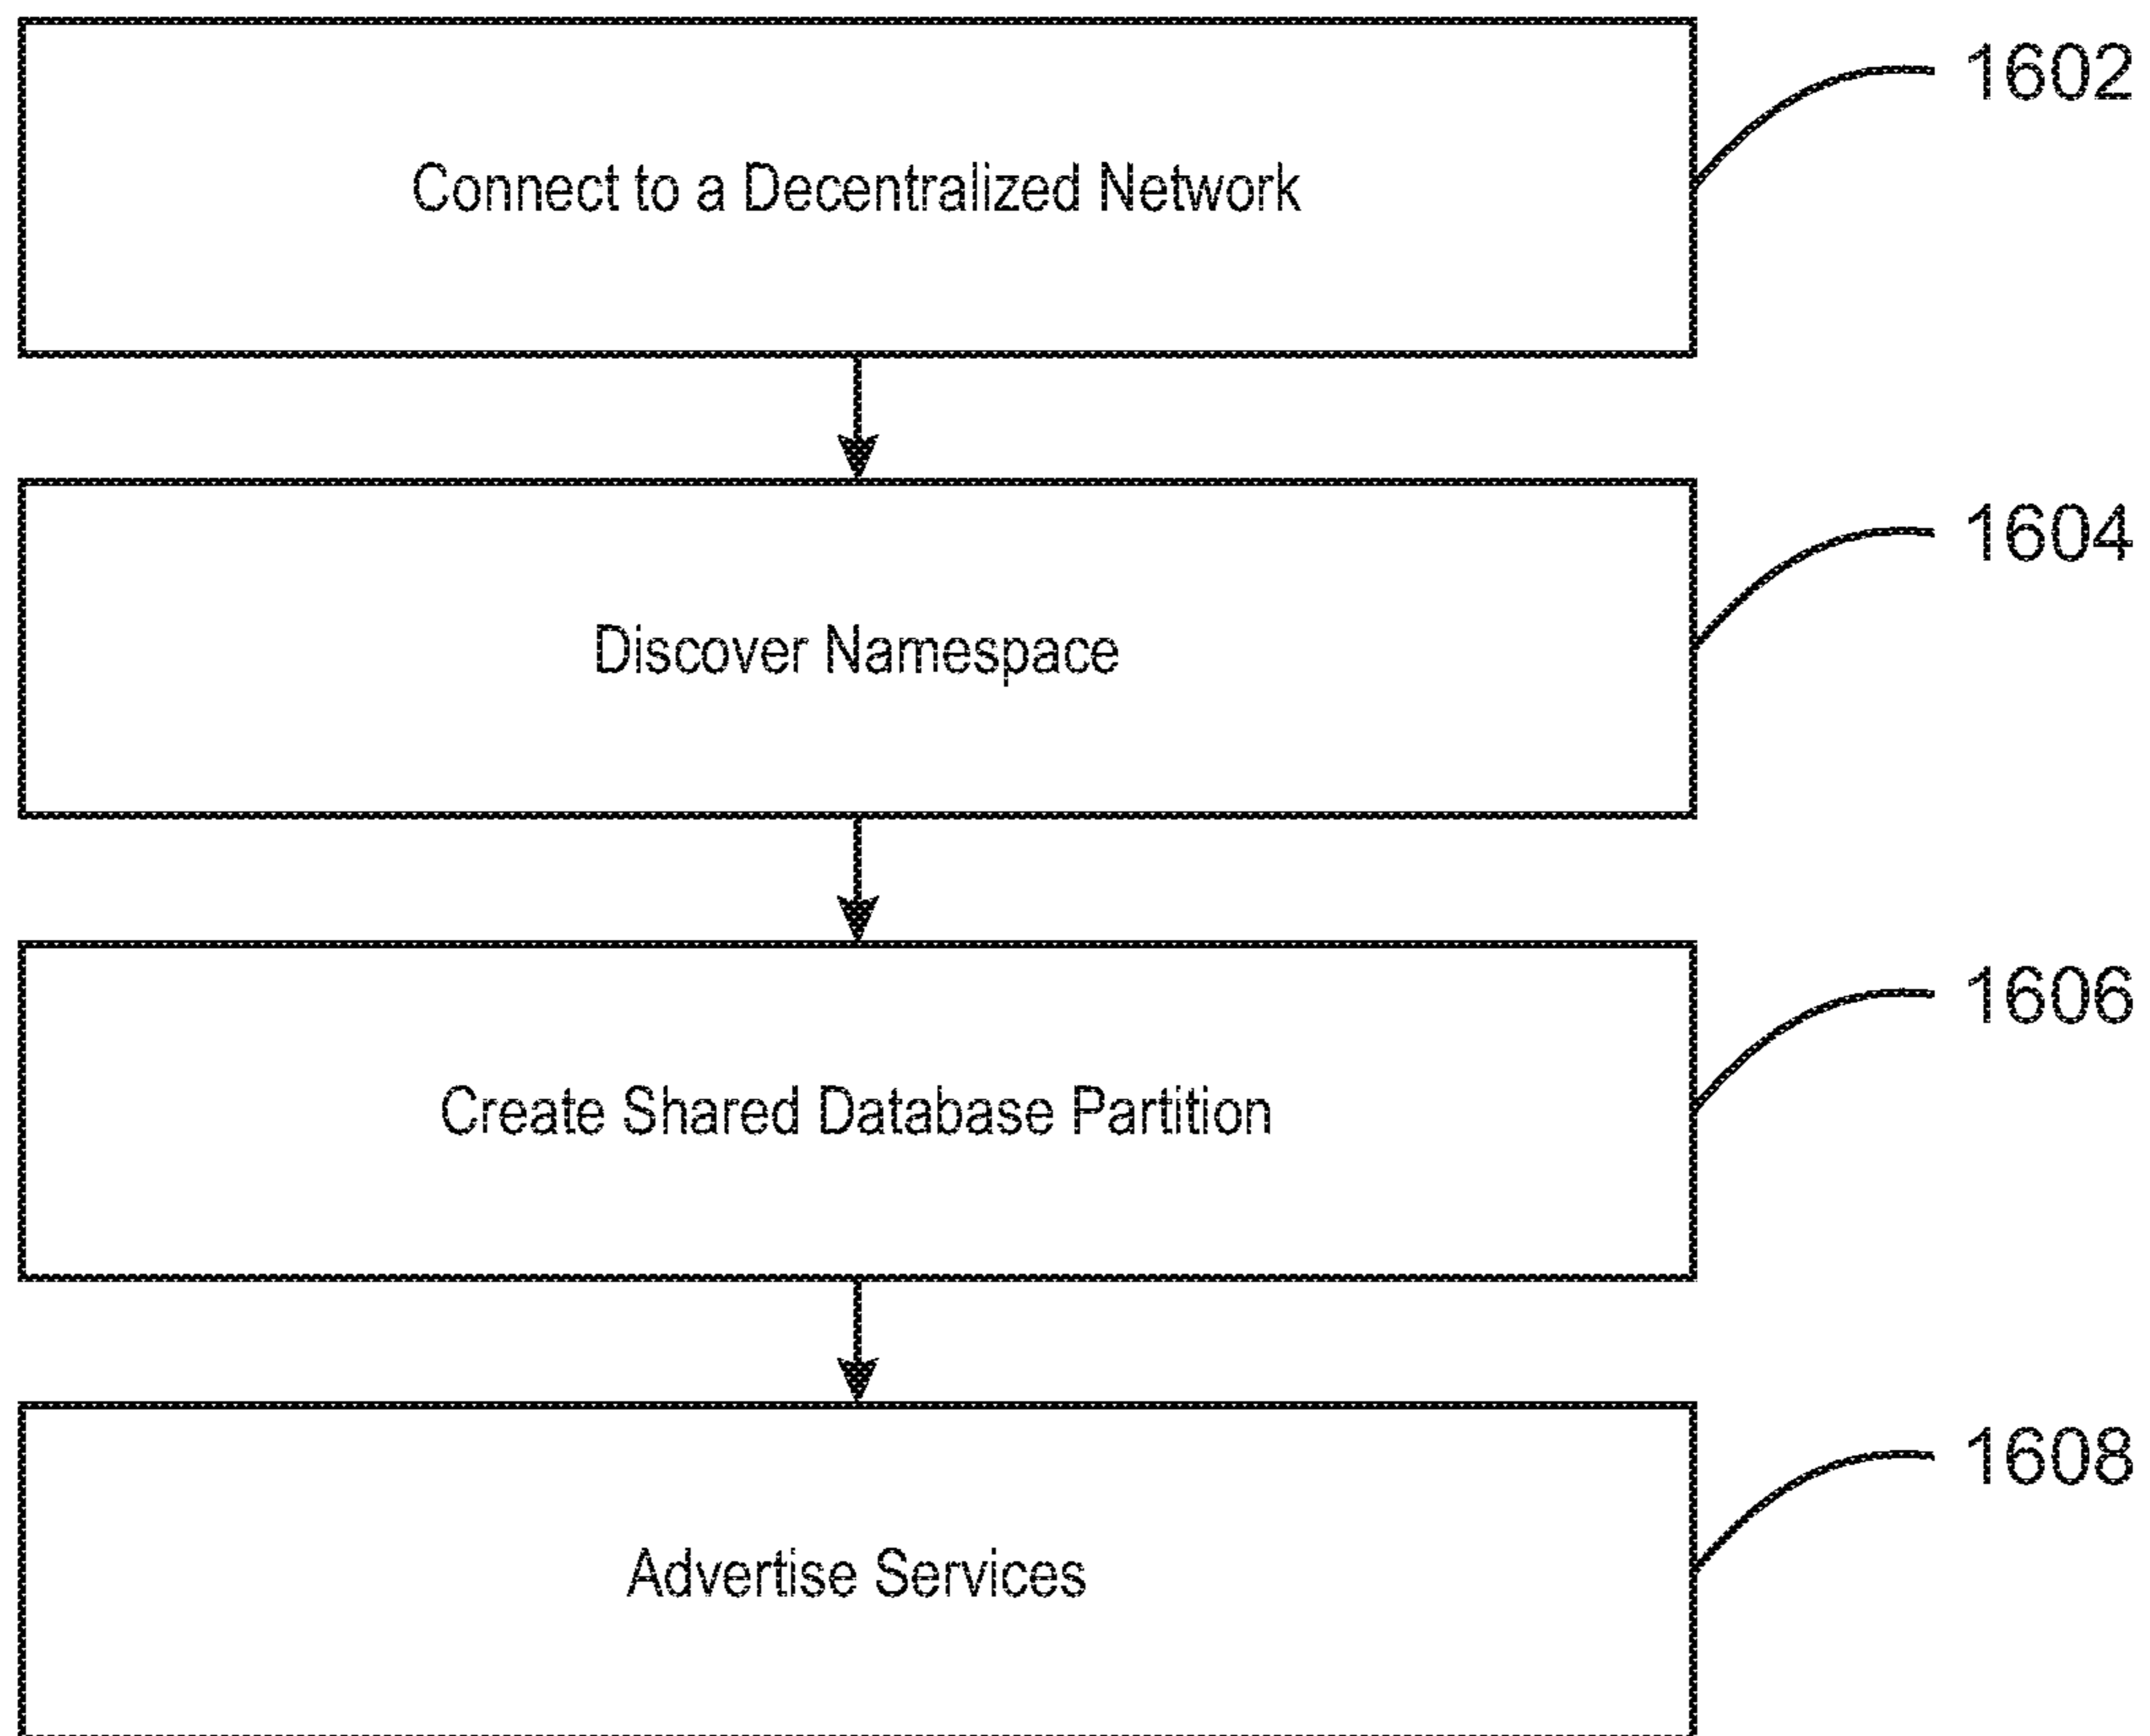 Connect to a Decentralized Network
1602
Discover Namespace
1604
Create Shared Database Partition
1606
Advertise Services
1608